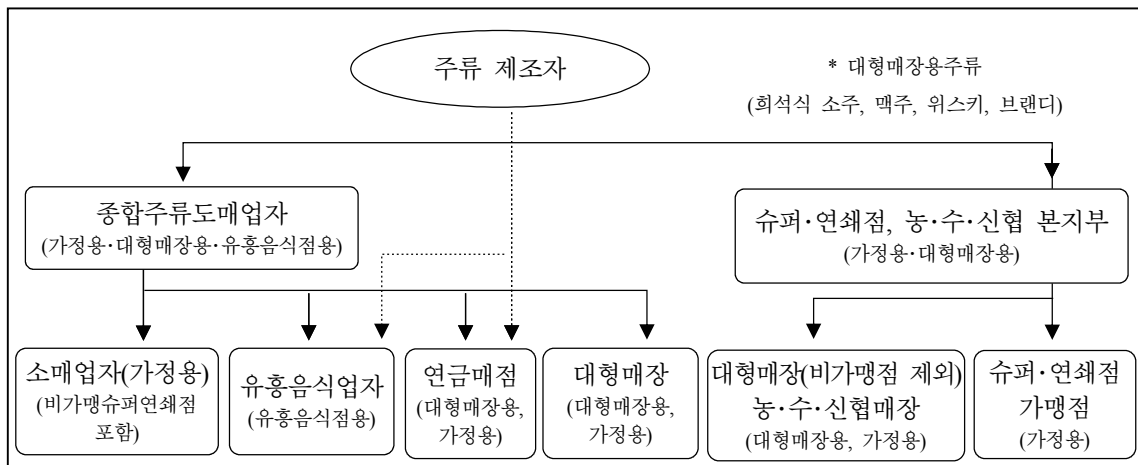 주류 제조자
* 대형매장용주류
(희석식 소주, 맥주, 위스키, 브랜디)
종합주류도매업자
(가정용·대형매장용·유흥음식점용)
슈퍼·연쇄점, 농·수·신협 본지부
(가정용·대형매장용)
소매업자(가정용)
(비가맹슈퍼연쇄점
포함)
유흥음식업자
(유흥음식점용)
연금매점
(대형매장용,
가정용)
대형매장
(대형매장용,
가정용)
대형매장(비가맹점 제외)
농·수·신협매장
(대형매장용, 가정용)
슈퍼·연쇄점
가맹점
(가정용)